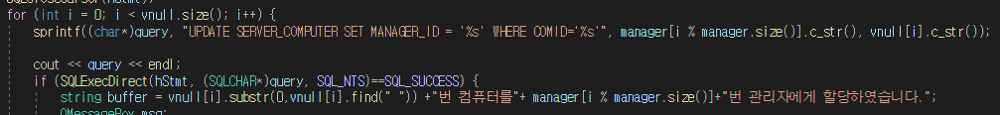 for (int i = 0; i < vnull.size(); i++) {
sprintf((char*)query, "UPDATE SERVER_COMPUTER SET MANAGER_ID = '%s' WHERE COMID='%s'", manager[i % manager.size()].c_str(), vnull[i].c_str());
cout << query << endl;
if (SQLExecDirect(hStmt, (SQLCHAR*)query, SQL_NTS)==SQL_SUCCESS) {
string buffer = vnull[i].substr(0,vnull[i].find(" ")) +"번 컴퓨터를"+ manager[i % manager.size()]+"번 관리자에게 할당하였습니다.";
QMessageBox msg;